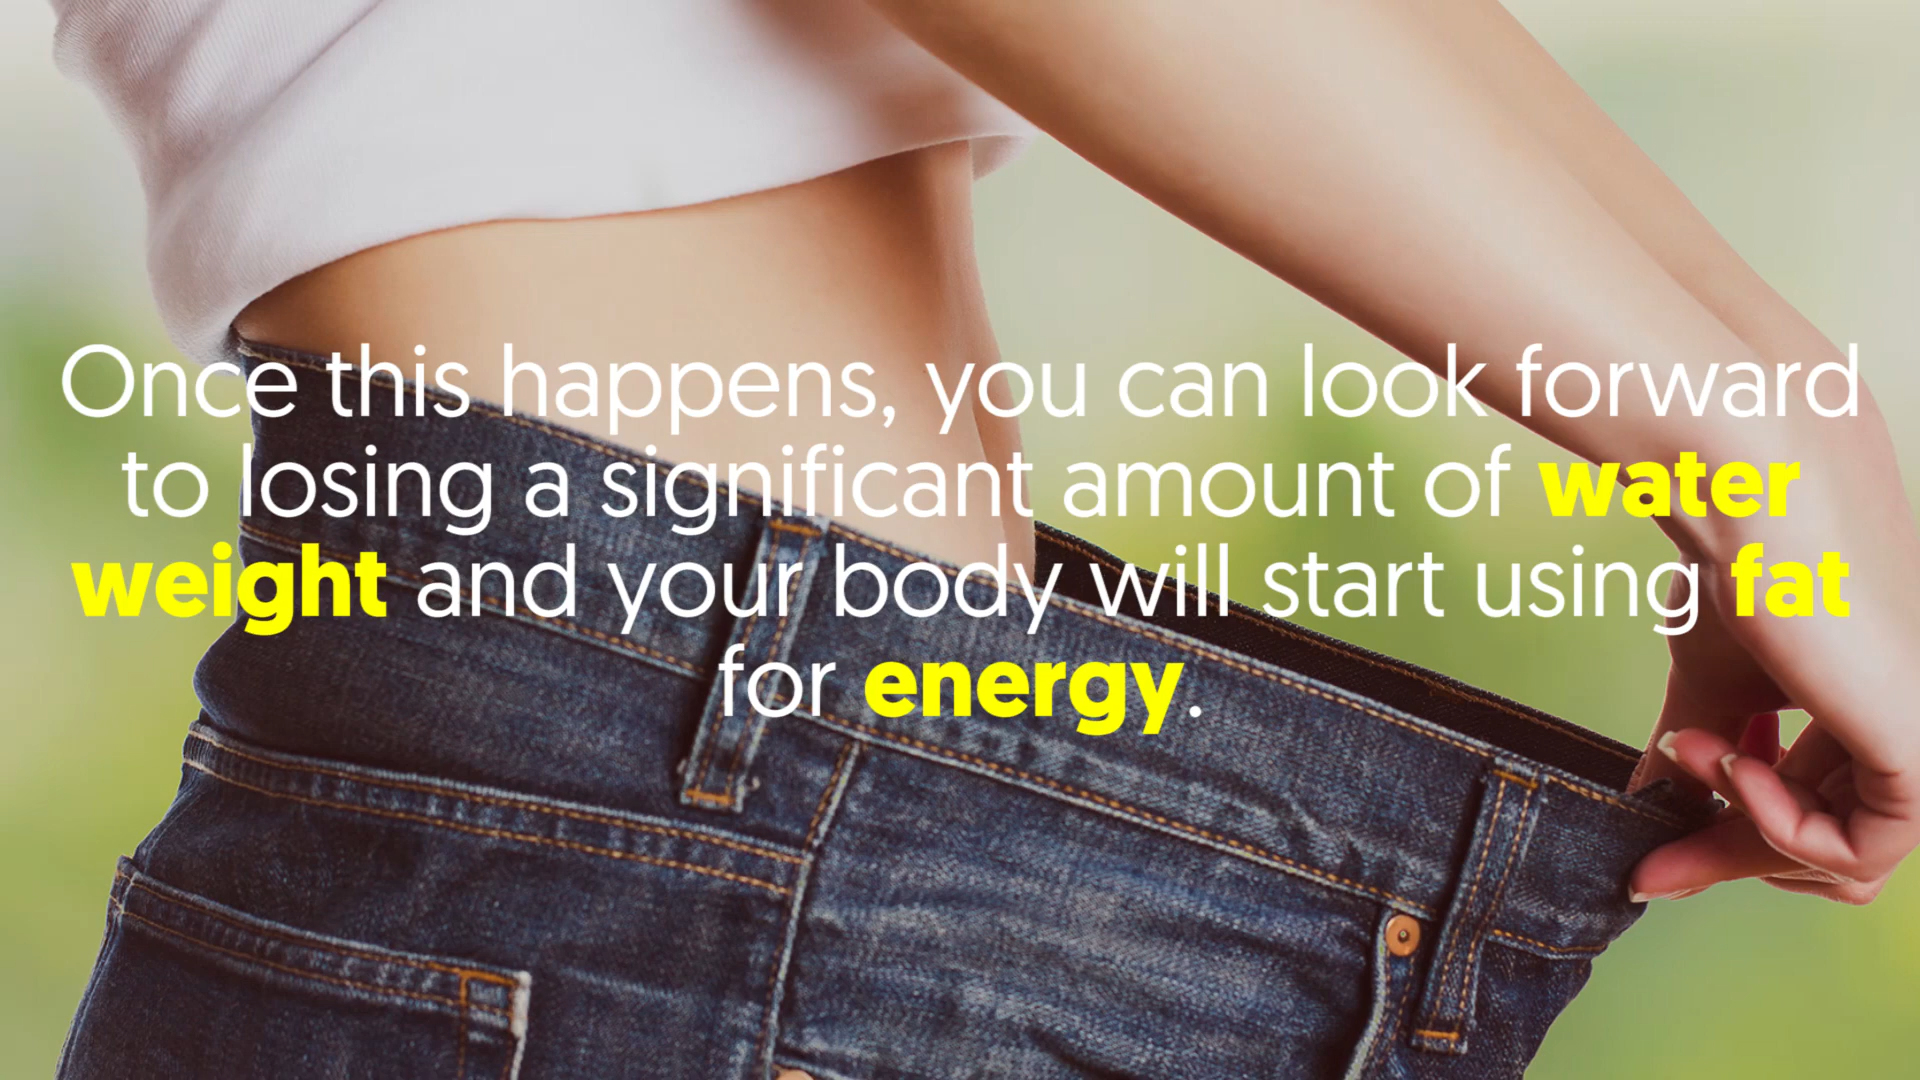 Once this happens, you can look forward
to losing a significant amount of water
weight and your body will start using fat
for energy.